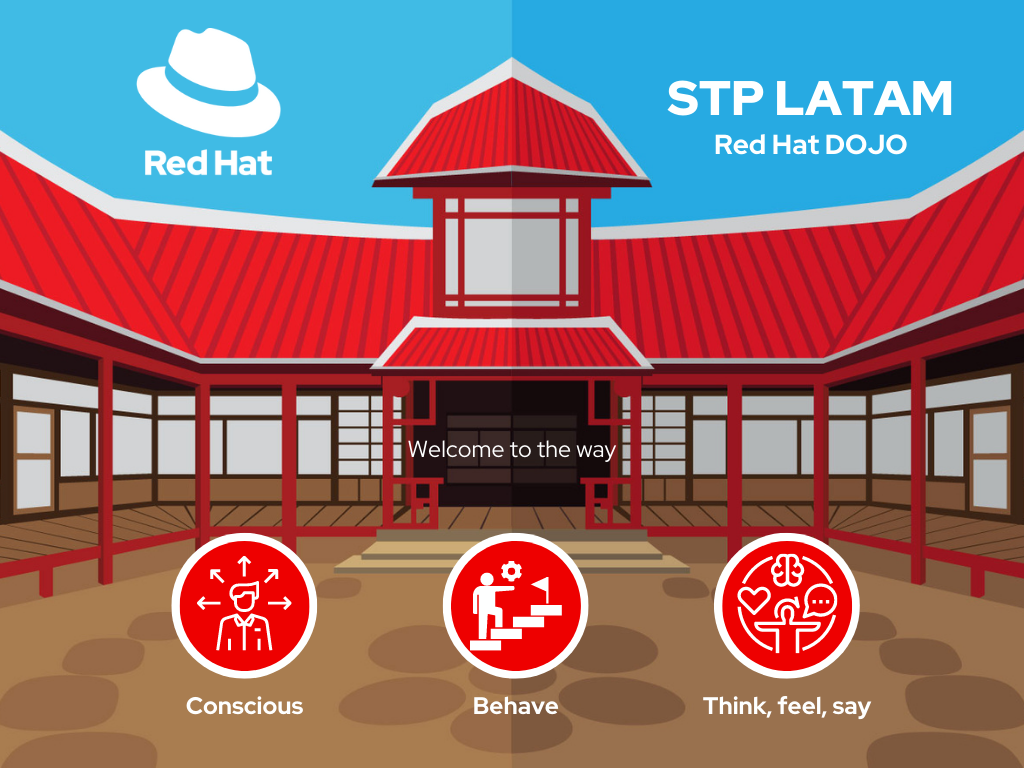 Red Hat
STP LATAM
Red Hat DOJO
Welcome to the way
Conscious
Behave
Think, feel, say